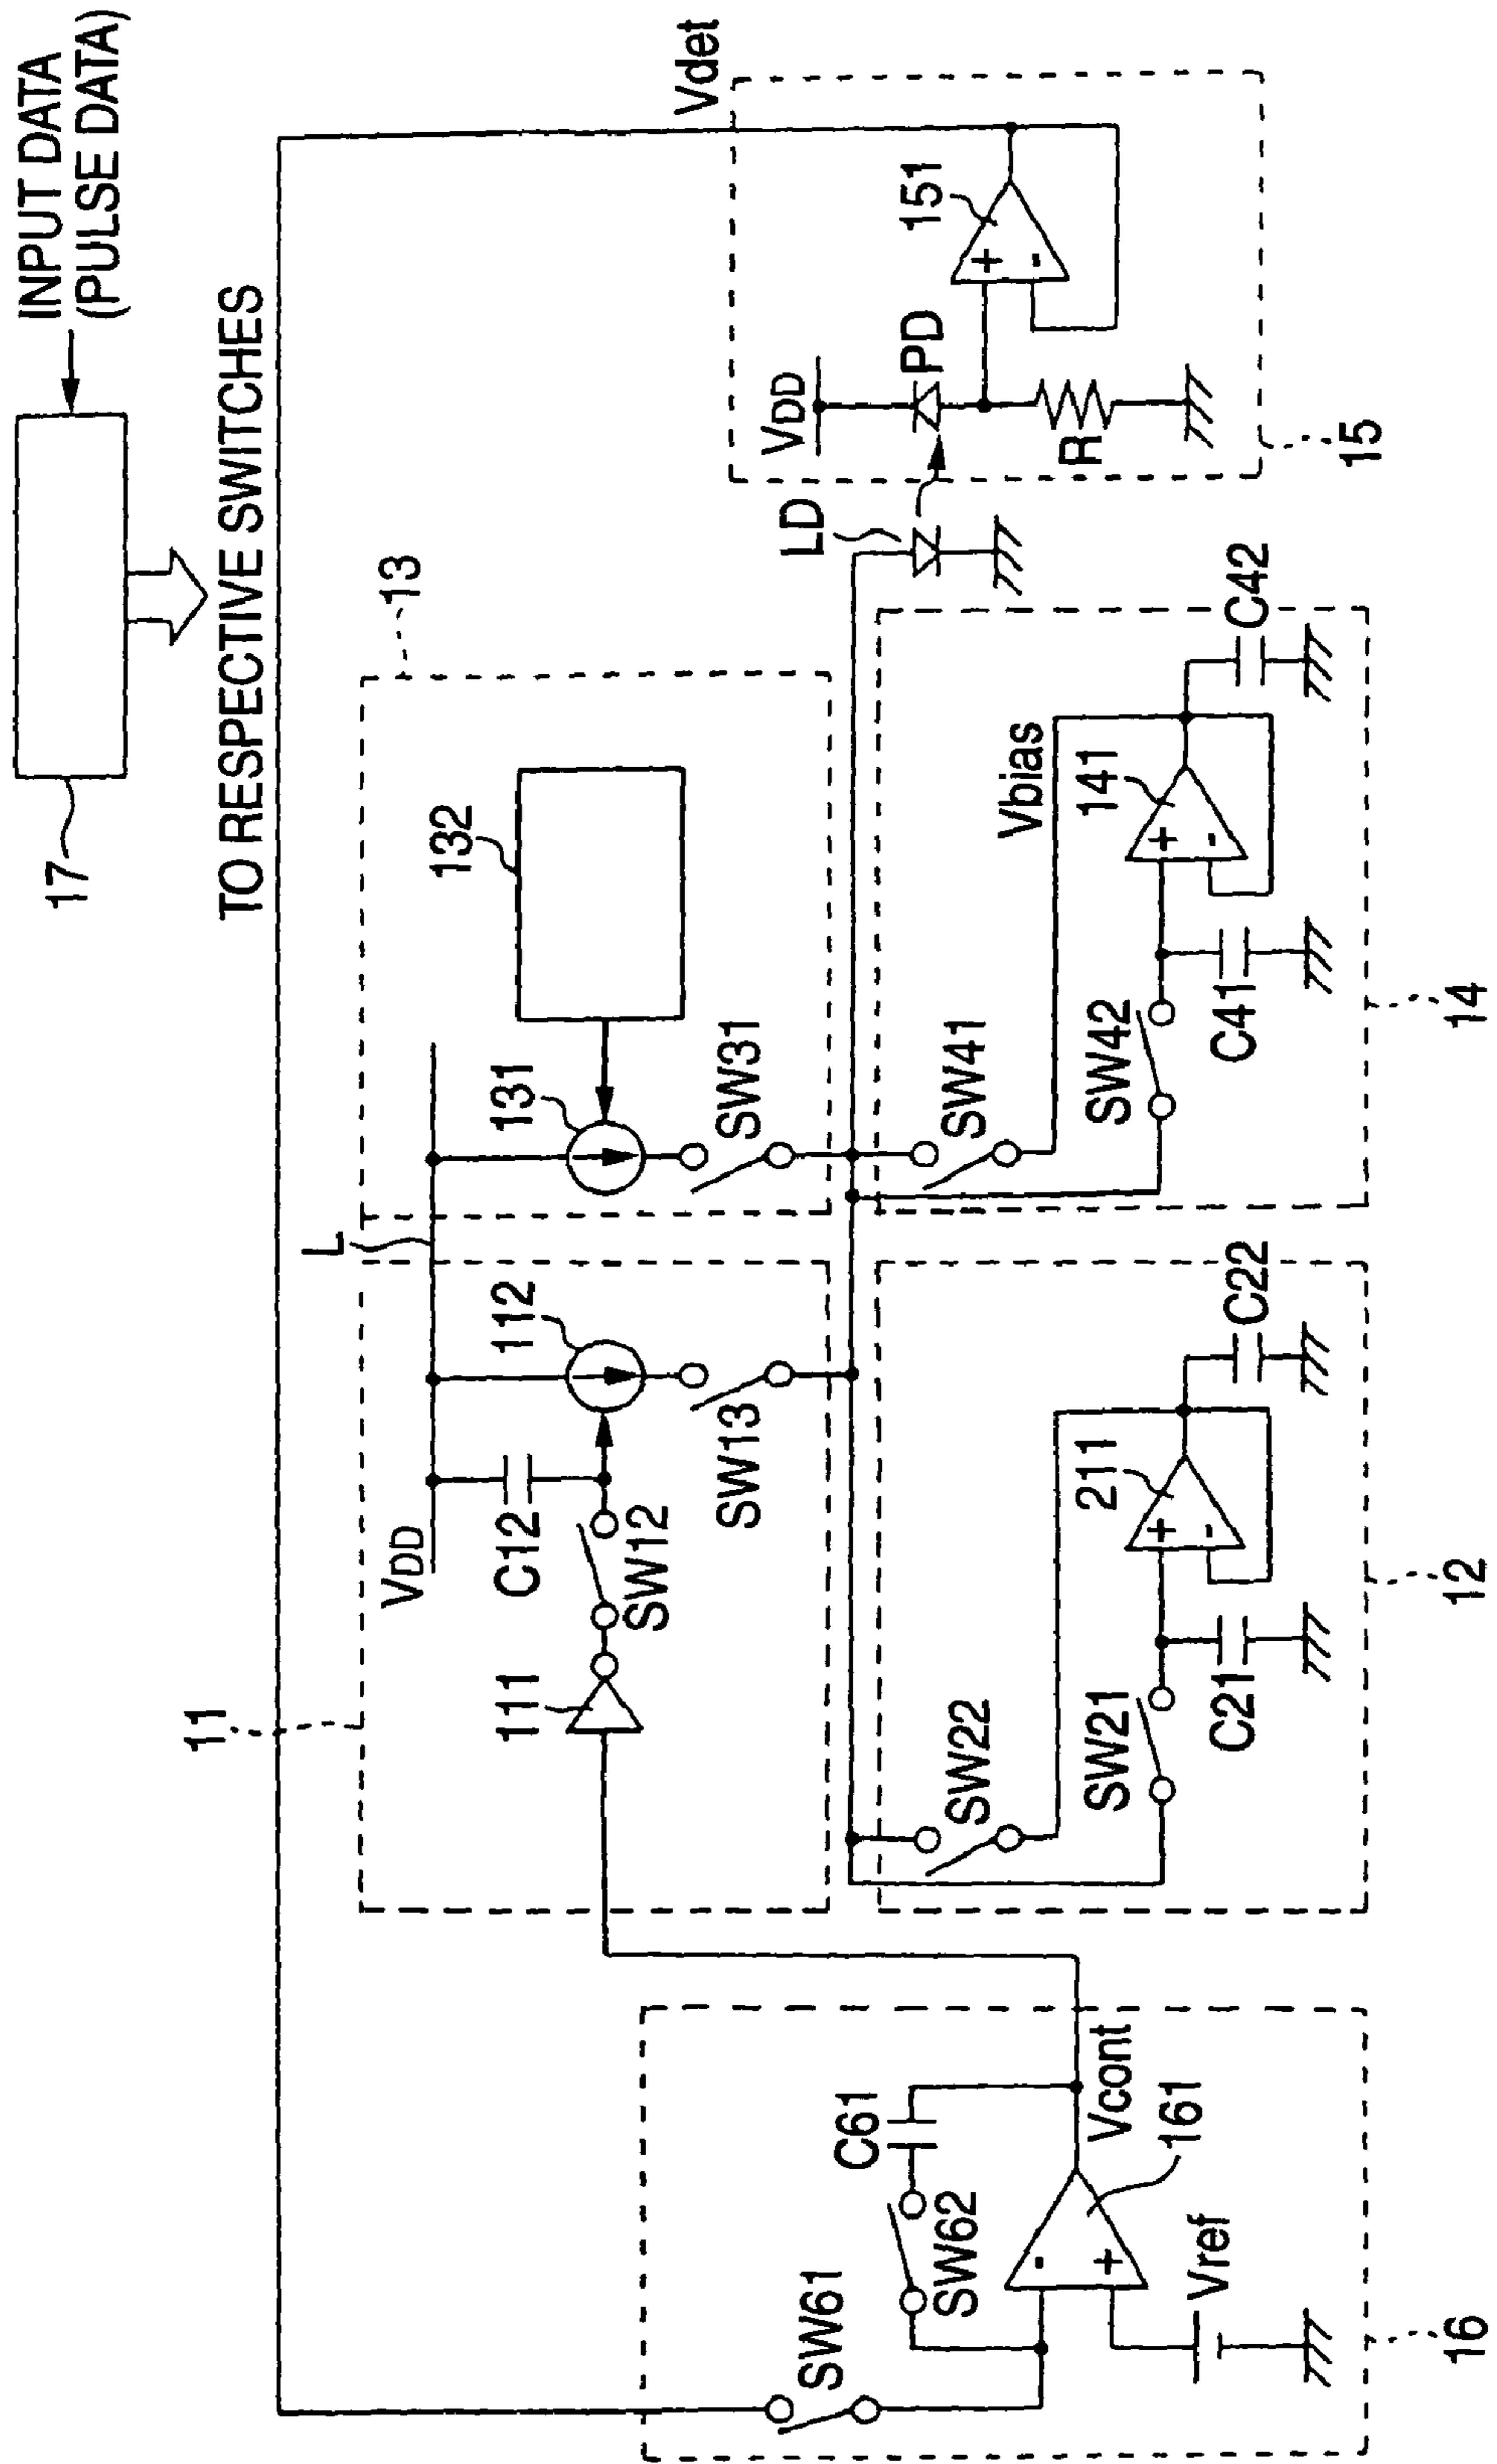 INPUT DATA
(PULSE DATA)
17
TO RESPECTIVE SWITCHES
11
L
13
VDD
C12
112
131
132
111
SW12
SW13
SW31
Vdet
LD
VDD
PD
151
+
-
R
15
SW61
SW62
C61
-
+
Vcont
161
Vref
16
SW22
SW21
C21
211
+
-
C22
12
SW41
SW42
C41
Vbias
141
+
-
C42
14